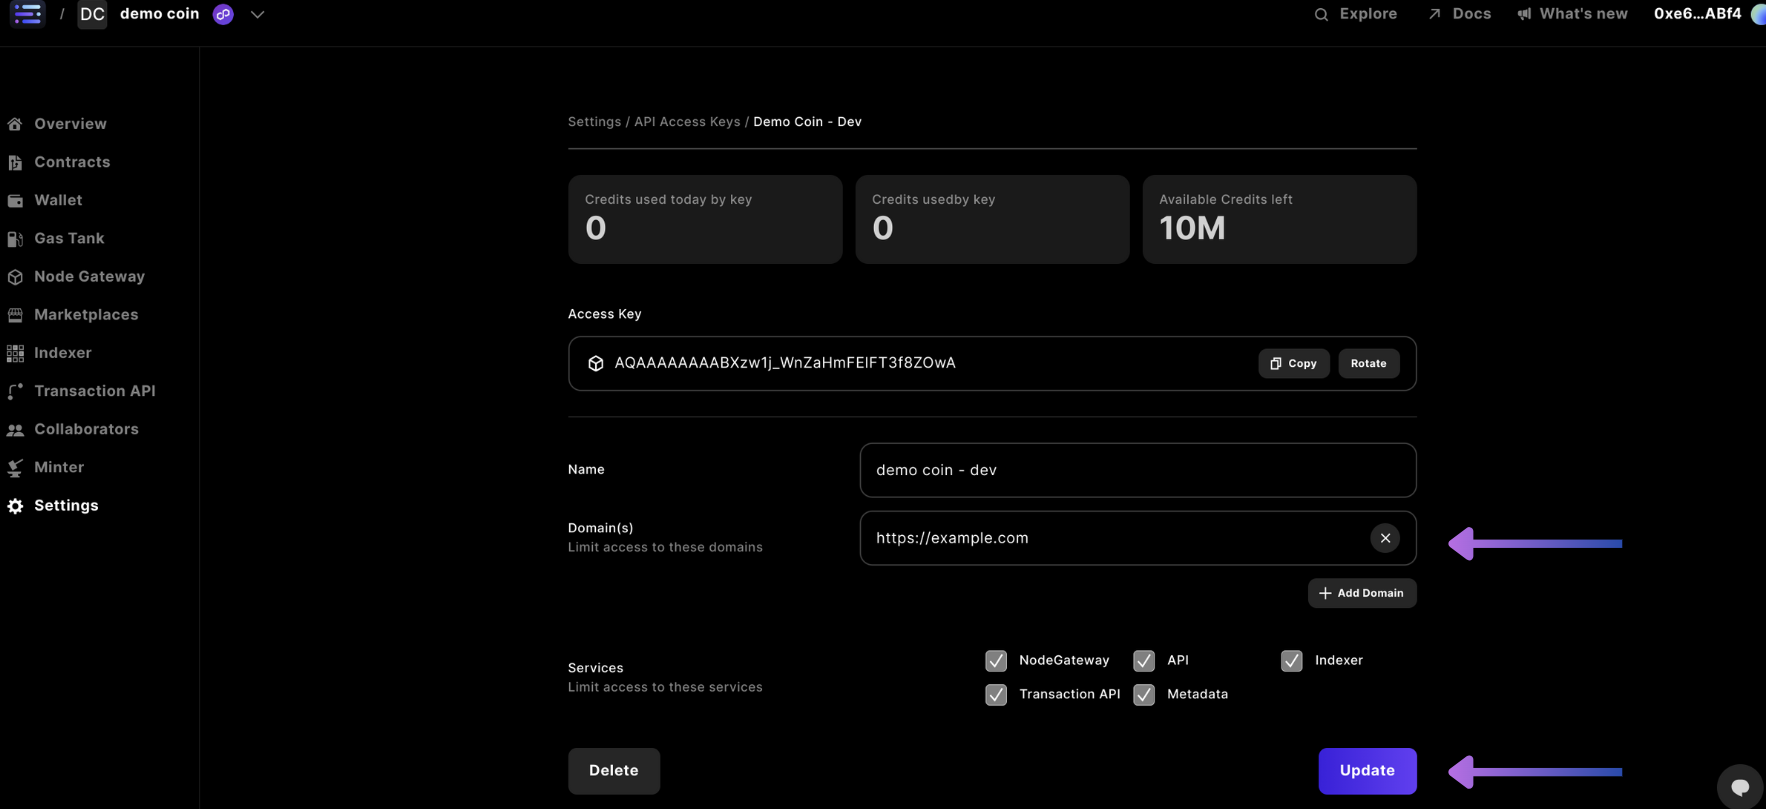 / DC demo coin
Explore Docs What's new 0xe6...ABf4
Overview
Contracts
Wallet
Gas Tank
Node Gateway
Marketplaces
Indexer
Transaction API
Collaborators
Minter
Settings
Settings / API Access Keys / Demo Coin - Dev
Credits used today by key
0
Credits usedby key
0
Available Credits left
10M
Access Key
AQAAAAAAAABXzw1j_WnZaHmFEIFT3f8ZOwA
Copy
Rotate
Name
demo coin - dev
Domain(s)
Limit access to these domains
https://example.com
Add Domain
Services
Limit access to these services
NodeGateway API Indexer
Transaction API Metadata
Delete
Update